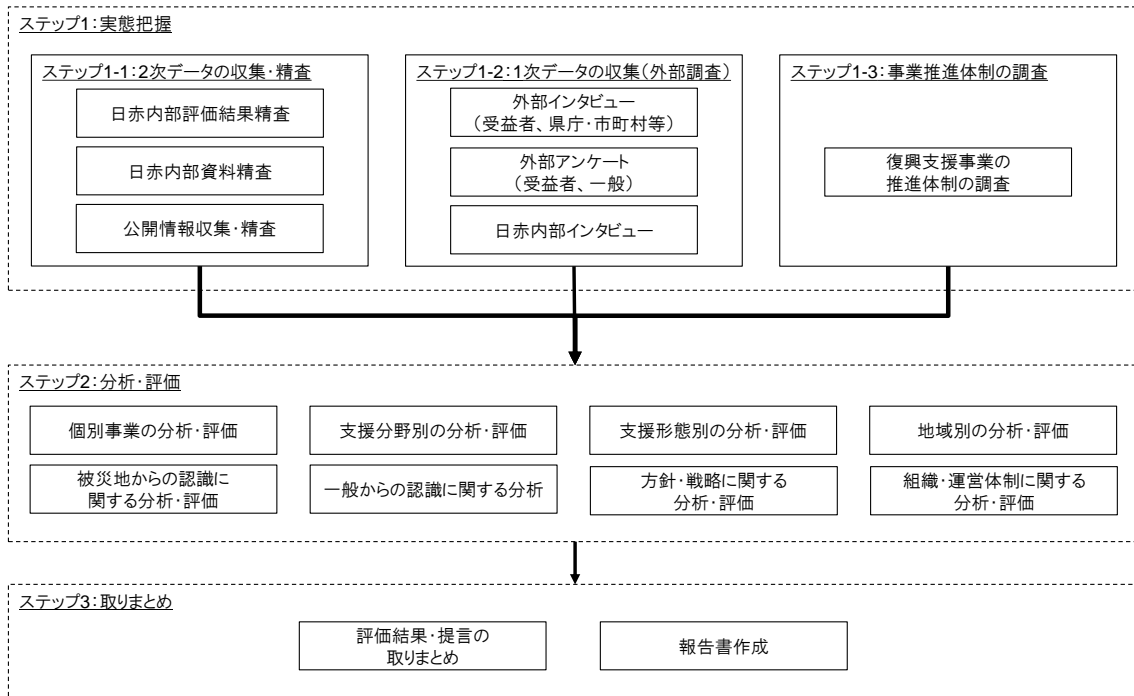 ステップ1：実態把握
ステップ1-1：2次データの収集・精査
日赤内部評価結果精査
日赤内部資料精査
公開情報収集・精査
ステップ1-2：1次データの収集（外部調査）
外部インタビュー
（受益者、県庁・市町村等）
外部アンケート
（受益者、一般）
日赤内部インタビュー
ステップ1-3：事業推進体制の調査
復興支援事業の
推進体制の調査
ステップ2：分析・評価
個別事業の分析・評価
支援分野別の分析・評価
支援形態別の分析・評価
地域別の分析・評価
被災地からの認識に
関する分析・評価
一般からの認識に関する分析
方針・戦略に関する
分析・評価
組織・運営体制に関する
分析・評価
ステップ3：取りまとめ
評価結果・提言の
取りまとめ
報告書作成